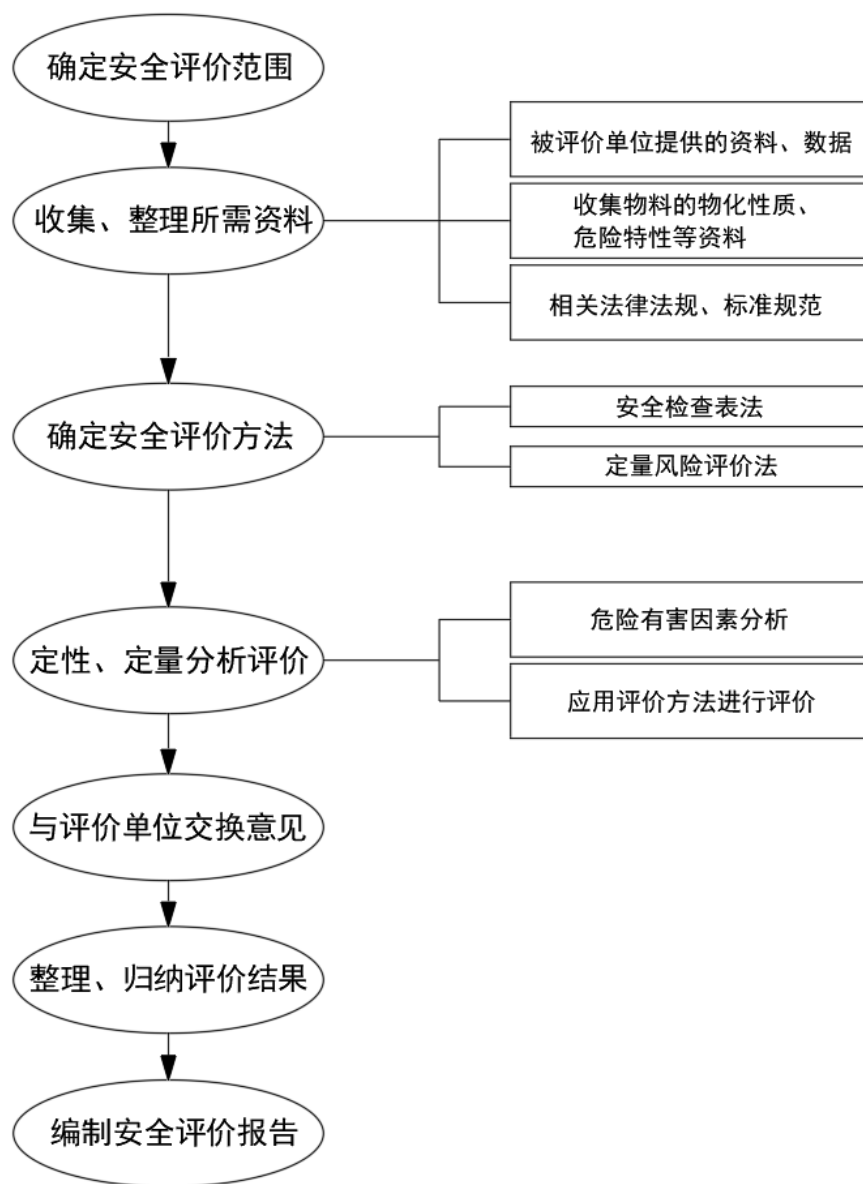 确定安全评价范围
收集、整理所需资料
被评价单位提供的资料、数据
收集物料的物化性质、
危险特性等资料
相关法律法规、标准规范
确定安全评价方法
安全检查表法
定量风险评价法
定性、定量分析评价
危险有害因素分析
应用评价方法进行评价
与评价单位交换意见
整理、归纳评价结果
编制安全评价报告